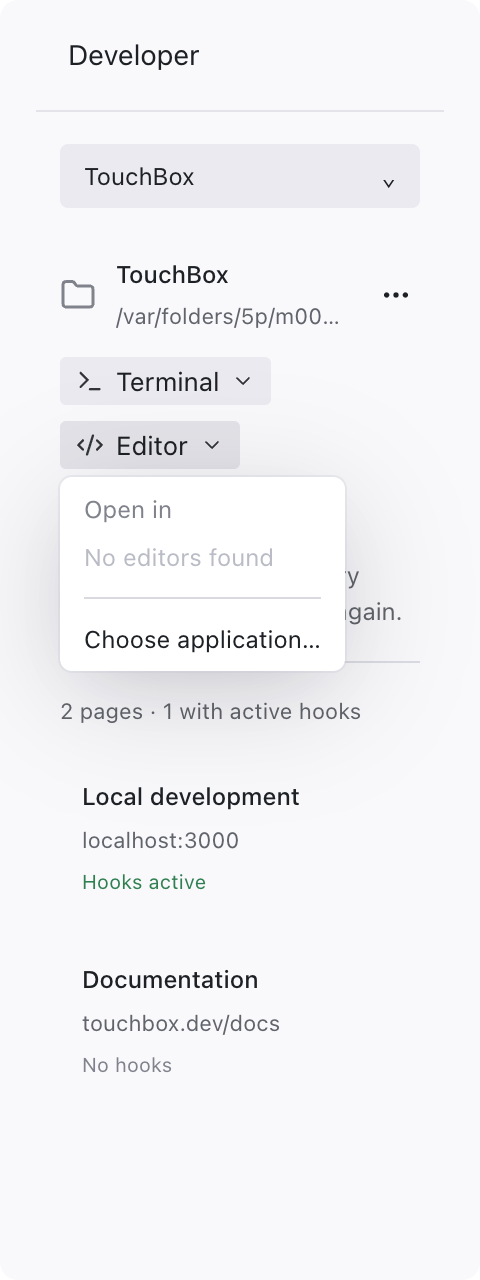 Developer
TouchBox
TouchBox
/var/folders/5p/m00...
Terminal
Editor
Open in
No editors found
Choose application...
2 pages · 1 with active hooks
Local development
localhost:3000
Hooks active
Documentation
touchbox.dev/docs
No hooks